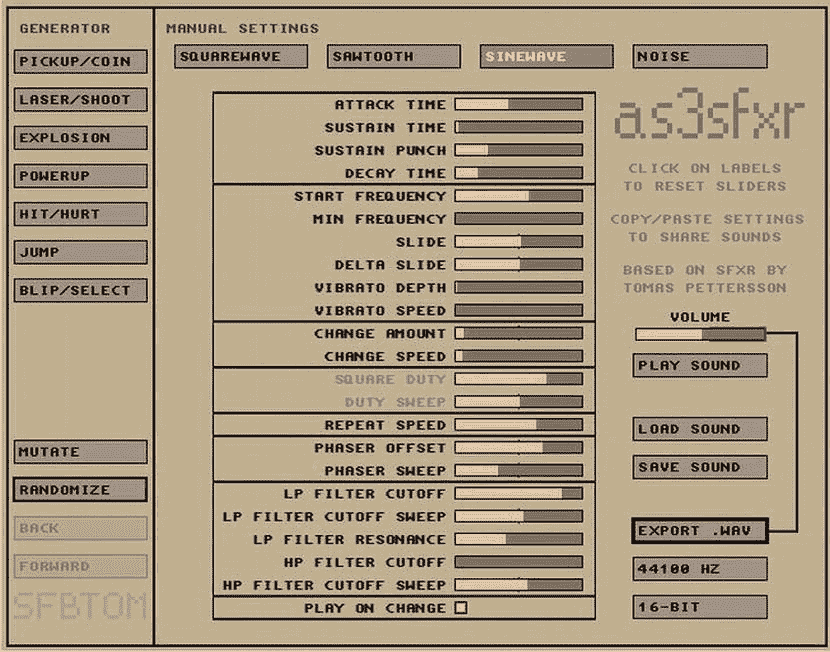 GENERATOR
PICKUP/COIN
LASER/SHOOT
EXPLOSION
POWERUP
HIT/HURT
JUMP
BLIP/SELECT
MUTATE
RANDOMIZE
BACK
FORWARD
SFBTOM
MANUAL SETTINGS
SQUAREWAVE
SAWTOOTH
SINEWAVE
NOISE
ATTACK TIME
SUSTAIN TIME
SUSTAIN PUNCH
DECAY TIME
START FREQUENCY
MIN FREQUENCY
SLIDE
DELTA SLIDE
VIBRATO DEPTH
VIBRATO SPEED
CHANGE AMOUNT
CHANGE SPEED
SQUARE DUTY
DUTY SWEEP
REPEAT SPEED
PHASER OFFSET
PHASER SWEEP
LP FILTER CUTOFF
LP FILTER CUTOFF SWEEP
LP FILTER RESONANCE
HP FILTER CUTOFF
HP FILTER CUTOFF SWEEP
PLAY ON CHANGE
as3sfxr
CLICK ON LABELS
TO RESET SLIDERS
COPY/PASTE SETTINGS
TO SHARE SOUNDS
BASED ON SFXR BY
TOMAS PETTERSSON
VOLUME
PLAY SOUND
LOAD SOUND
SAVE SOUND
EXPORT .WAV
44100 HZ
16-BIT